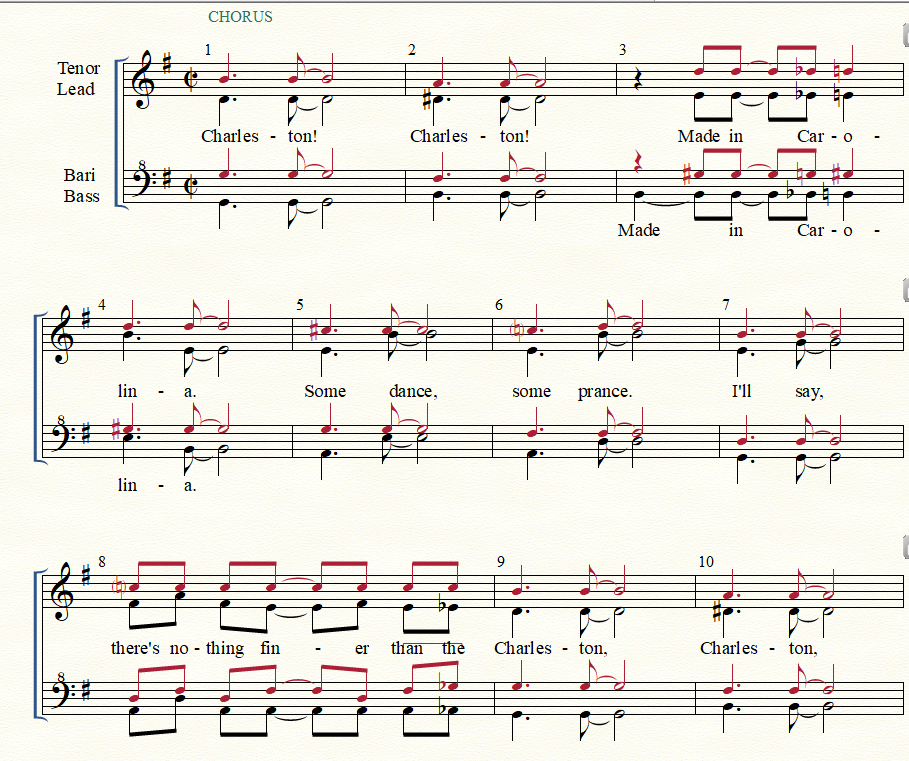 CHORUS
1 2 3
Tenor
Lead
Charles - ton! Charles - ton! Made in Car - o -
8
Bari
Bass
Made in Car - o -
4 5 6 7
lin - a. Some dance, some prance. I'll say,
8
lin - a.
8 9 10
there's no - thing fin - er than the Charles - ton, Charles - ton,
8